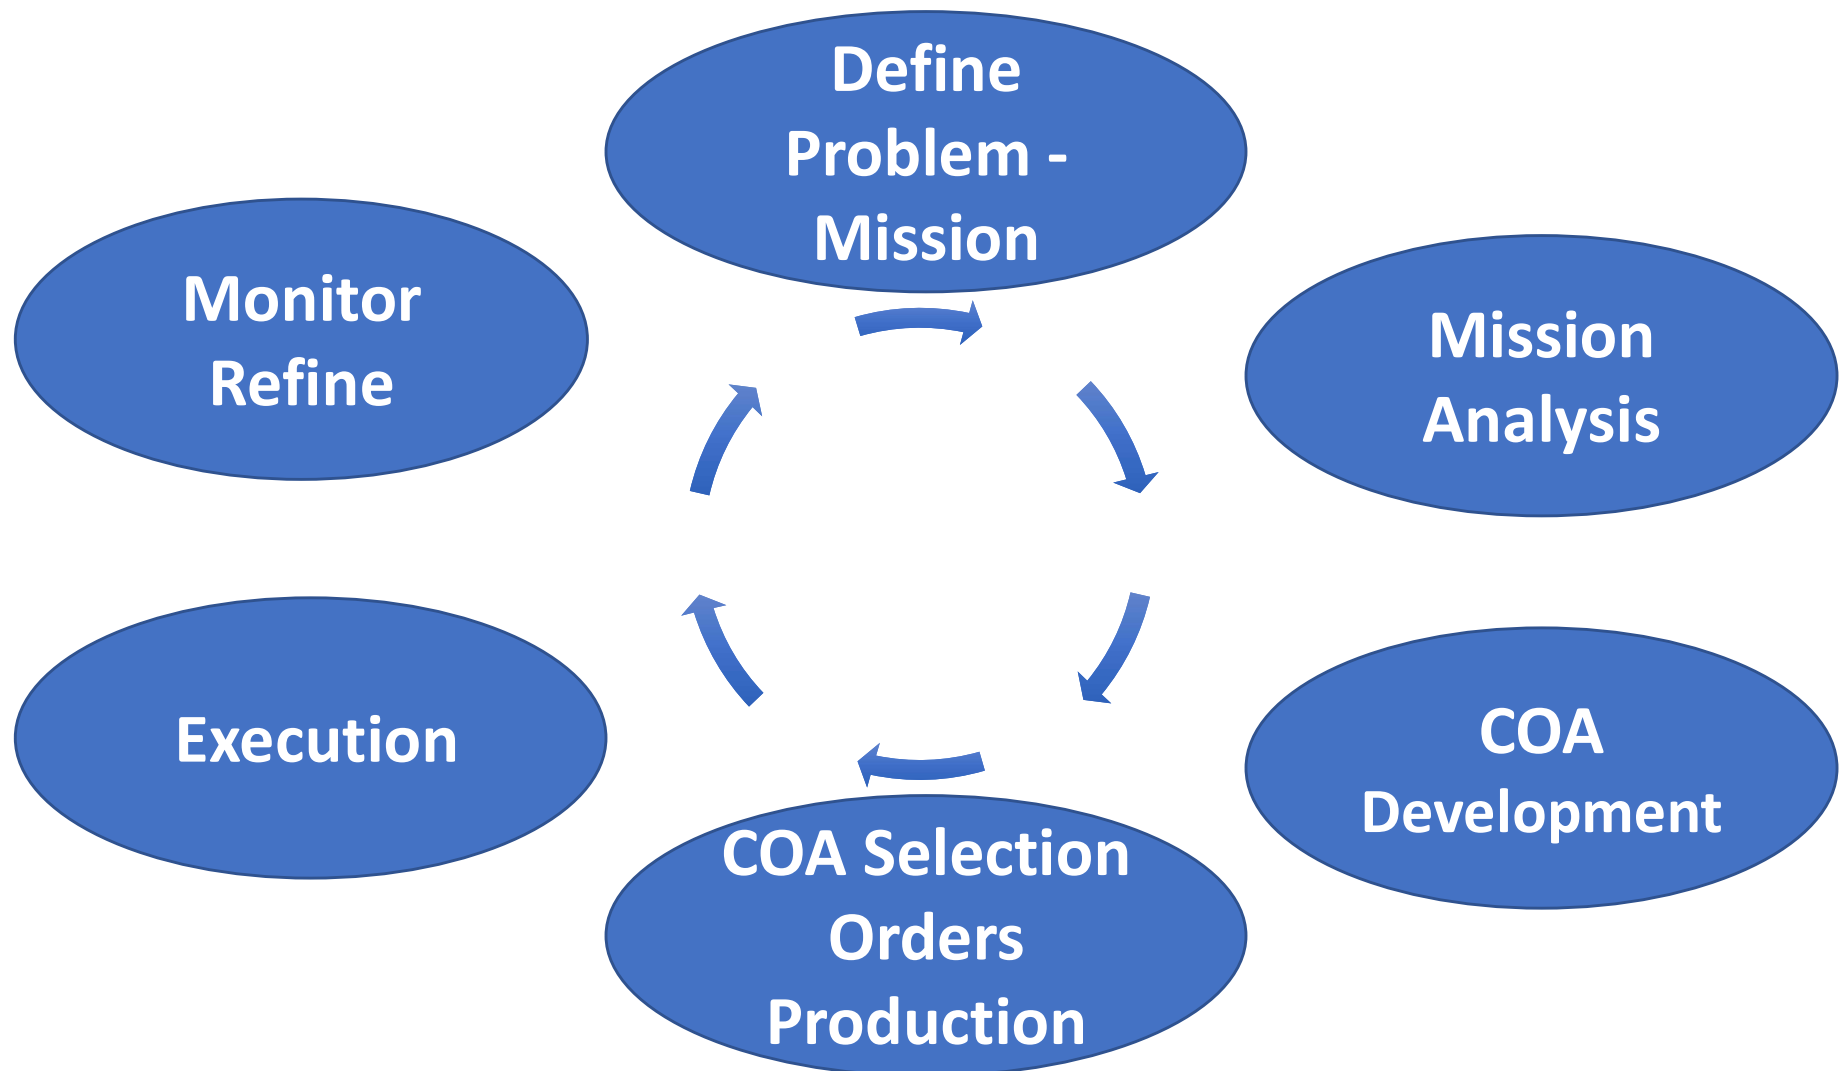 Define
Problem -
Mission
Mission
Analysis
COA
Development
COA Selection
Orders
Production
Execution
Monitor
Refine